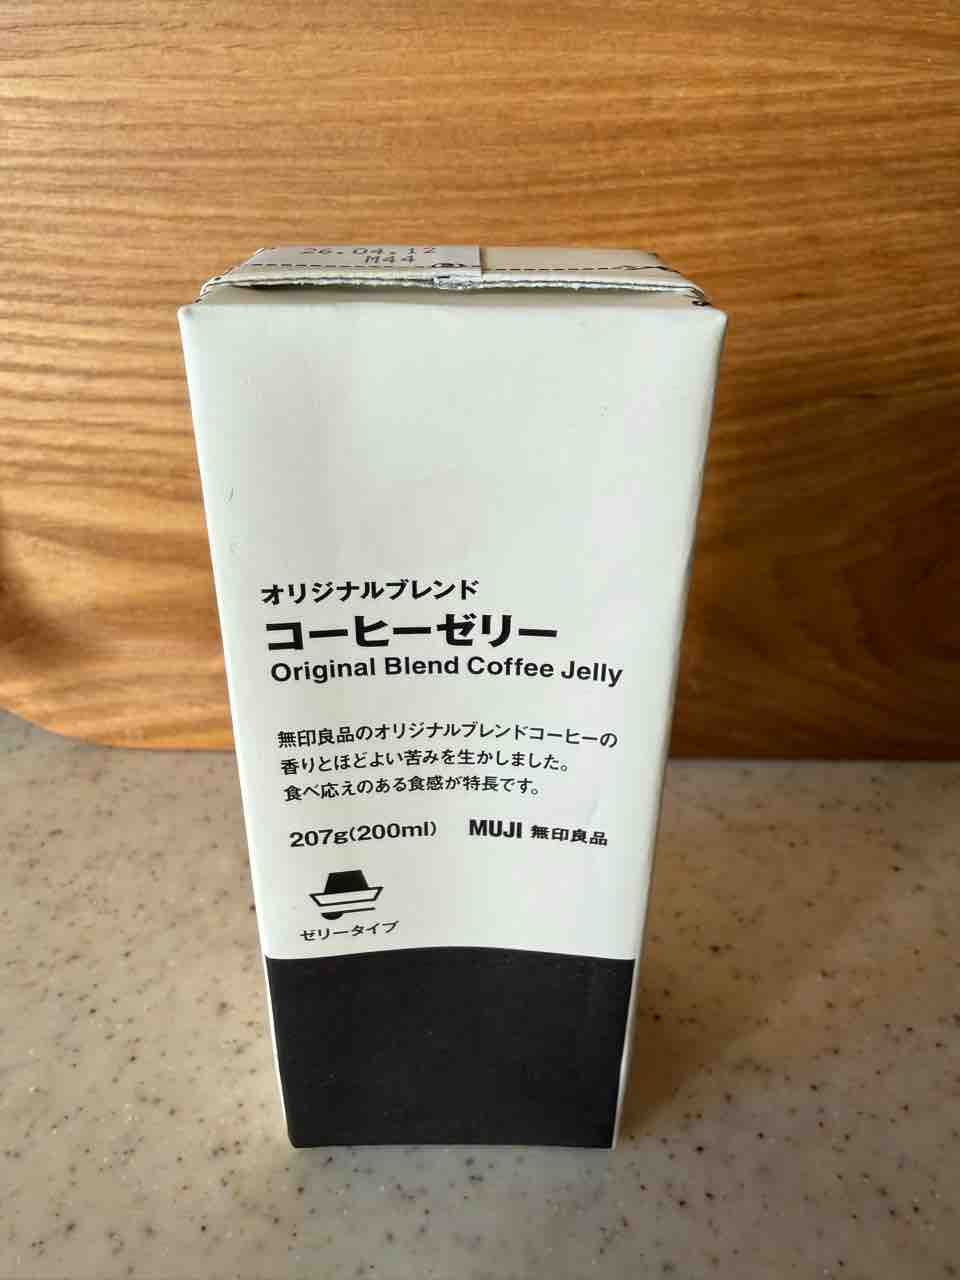 26.04.12
M44
オリジナルブレンド
コーヒーゼリー
Original Blend Coffee Jelly
無印良品のオリジナルブレンドコーヒーの
香りとほどよい苦みを生かしました。
食べ応えのある食感が特長です。
207g(200ml) MUJI 無印良品
ゼリータイプ